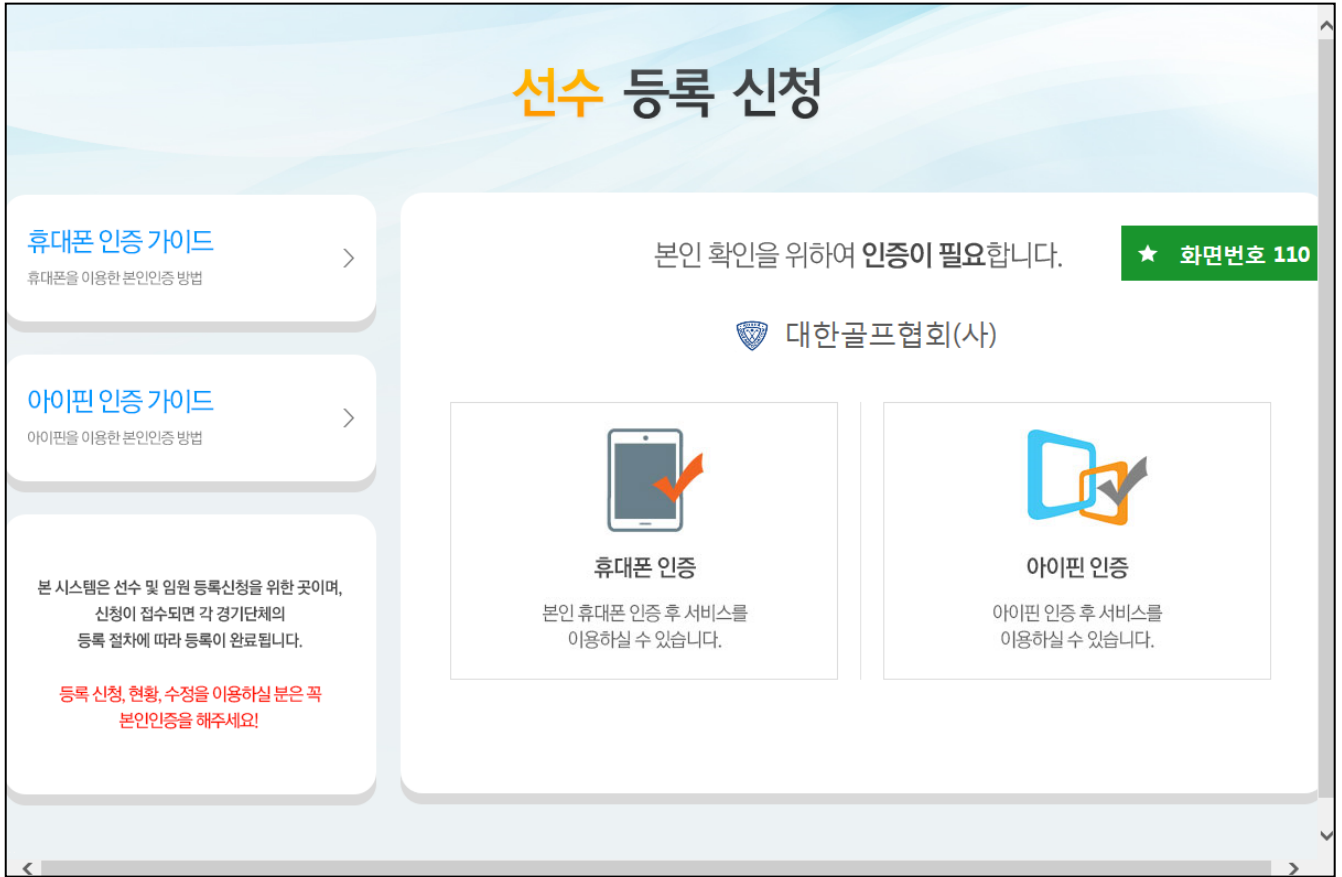 선수 등록 신청
휴대폰 인증 가이드
휴대폰을 이용한 본인인증 방법
아이핀 인증 가이드
아이핀을 이용한 본인인증 방법
본 시스템은 선수 및 임원 등록신청을 위한 곳이며,
신청이 접수되면 각 경기단체의
등록 절차에 따라 등록이 완료됩니다.
등록 신청, 현황, 수정을 이용하실 분은 꼭
본인인증을 해주세요!
본인 확인을 위하여 인증이 필요합니다.
★ 화면번호 110
대한골프협회(사)
휴대폰 인증
본인 휴대폰 인증 후 서비스를
이용하실 수 있습니다.
아이핀 인증
아이핀 인증 후 서비스를
이용하실 수 있습니다.